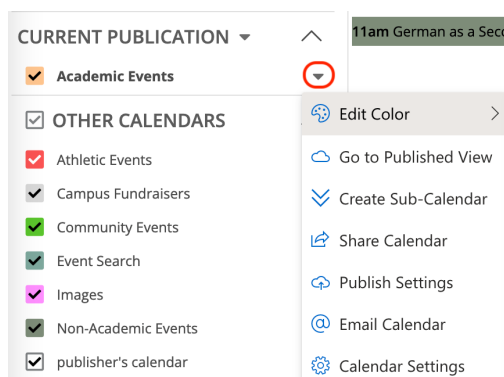 CURRENT PUBLICATION
11am German as a Sec
Academic Events
OTHER CALENDARS
Athletic Events
Campus Fundraisers
Community Events
Event Search
Images
Non-Academic Events
publisher's calendar
Edit Color
Go to Published View
Create Sub-Calendar
Share Calendar
Publish Settings
Email Calendar
Calendar Settings